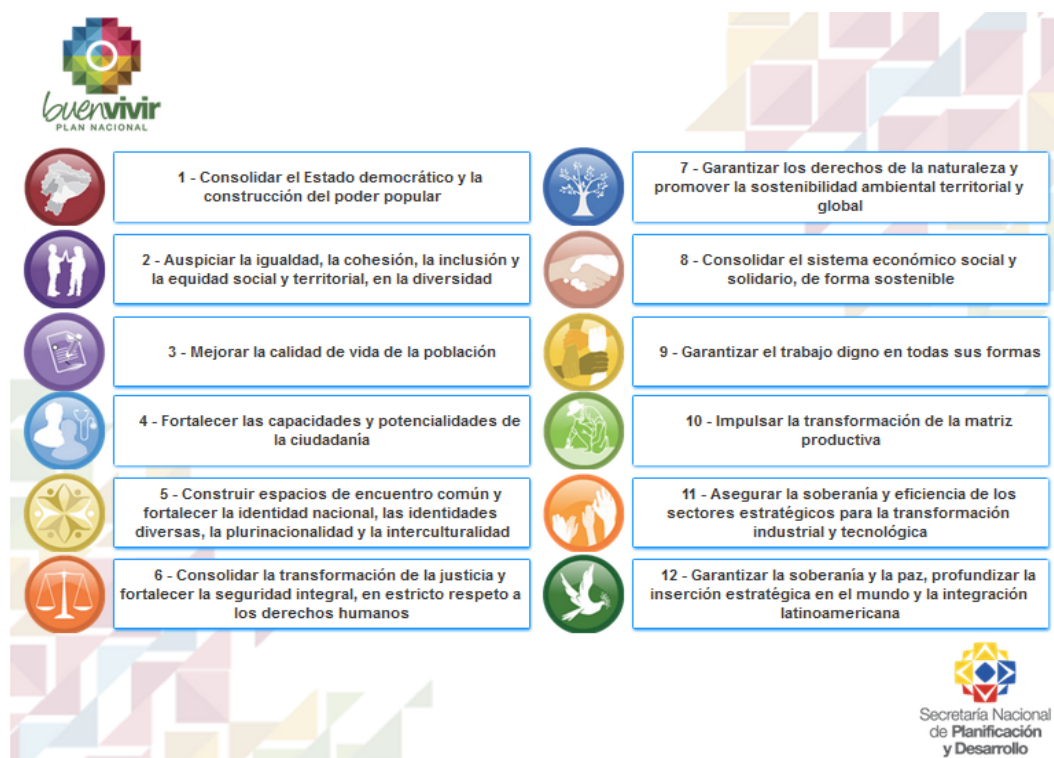 buenvivir
PLAN NACIONAL
1 - Consolidar el Estado democrático y la
construcción del poder popular
2 - Auspiciar la igualdad, la cohesión, la inclusión y
la equidad social y territorial, en la diversidad
3 - Mejorar la calidad de vida de la población
4 - Fortalecer las capacidades y potencialidades de
la ciudadanía
5 - Construir espacios de encuentro común y
fortalecer la identidad nacional, las identidades
diversas, la plurinacionalidad y la interculturalidad
6 - Consolidar la transformación de la justicia y
fortalecer la seguridad integral, en estricto respeto a
los derechos humanos
7 - Garantizar los derechos de la naturaleza y
promover la sostenibilidad ambiental territorial y
global
8 - Consolidar el sistema económico social y
solidario, de forma sostenible
9 - Garantizar el trabajo digno en todas sus formas
10 - Impulsar la transformación de la matriz
productiva
11 - Asegurar la soberanía y eficiencia de los
sectores estratégicos para la transformación
industrial y tecnológica
12 - Garantizar la soberanía y la paz, profundizar la
inserción estratégica en el mundo y la integración
latinoamericana
Secretaría Nacional
de Planificación
y Desarrollo